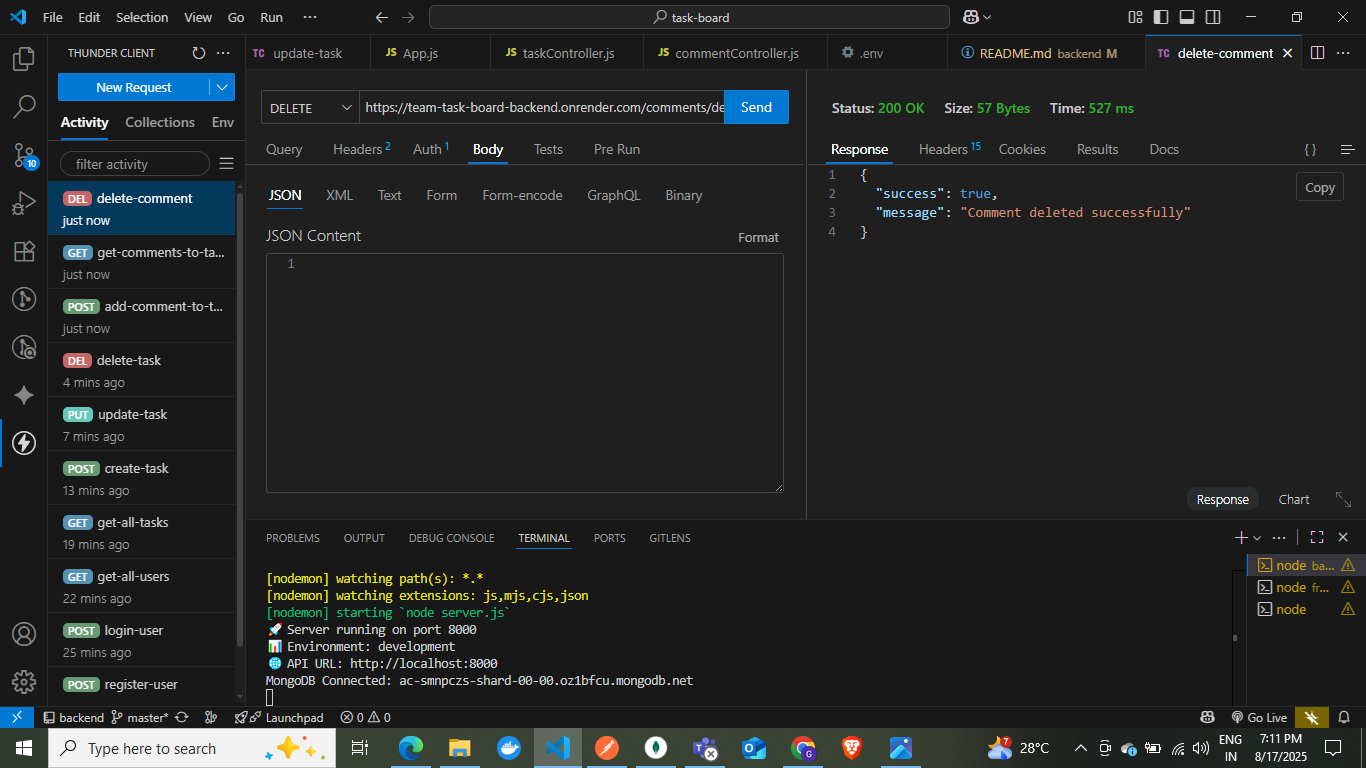 File Edit Selection View Go Run ··· task-board
THUNDER CLIENT ···
New Request
Activity Collections Env
filter activity
DEL delete-comment
just now
GET get-comments-to-ta...
just now
POST add-comment-to-t...
just now
DEL delete-task
4 mins ago
PUT update-task
7 mins ago
POST create-task
13 mins ago
GET get-all-tasks
19 mins ago
GET get-all-users
22 mins ago
POST login-user
25 mins ago
POST register-user
10
TC update-task JS App.js JS taskController.js JS commentController.js .env README.md backend M TC delete-comment ···
DELETE https://team-task-board-backend.onrender.com/comments/de Send
Query Headers 2 Auth 1 Body Tests Pre Run
JSON XML Text Form Form-encode GraphQL Binary
JSON Content Format
1
Status: 200 OK Size: 57 Bytes Time: 527 ms
Response Headers 15 Cookies Results Docs { }
Copy
1 {
2 "success": true,
3 "message": "Comment deleted successfully"
4 }
Response Chart
PROBLEMS OUTPUT DEBUG CONSOLE TERMINAL PORTS GITLENS ···
[nodemon] watching path(s): *.*
[nodemon] watching extensions: js,mjs,cjs,json
[nodemon] starting `node server.js`
🚀 Server running on port 8000
📊 Environment: development
🌐 API URL: http://localhost:8000
MongoDB Connected: ac-smnpczs-shard-00-00.oz1bfcu.mongodb.net
node ba...
node fr...
node
backend master* Launchpad 0 0 Go Live
Type here to search 7 28°C ENG IN 7:11 PM 8/17/2025